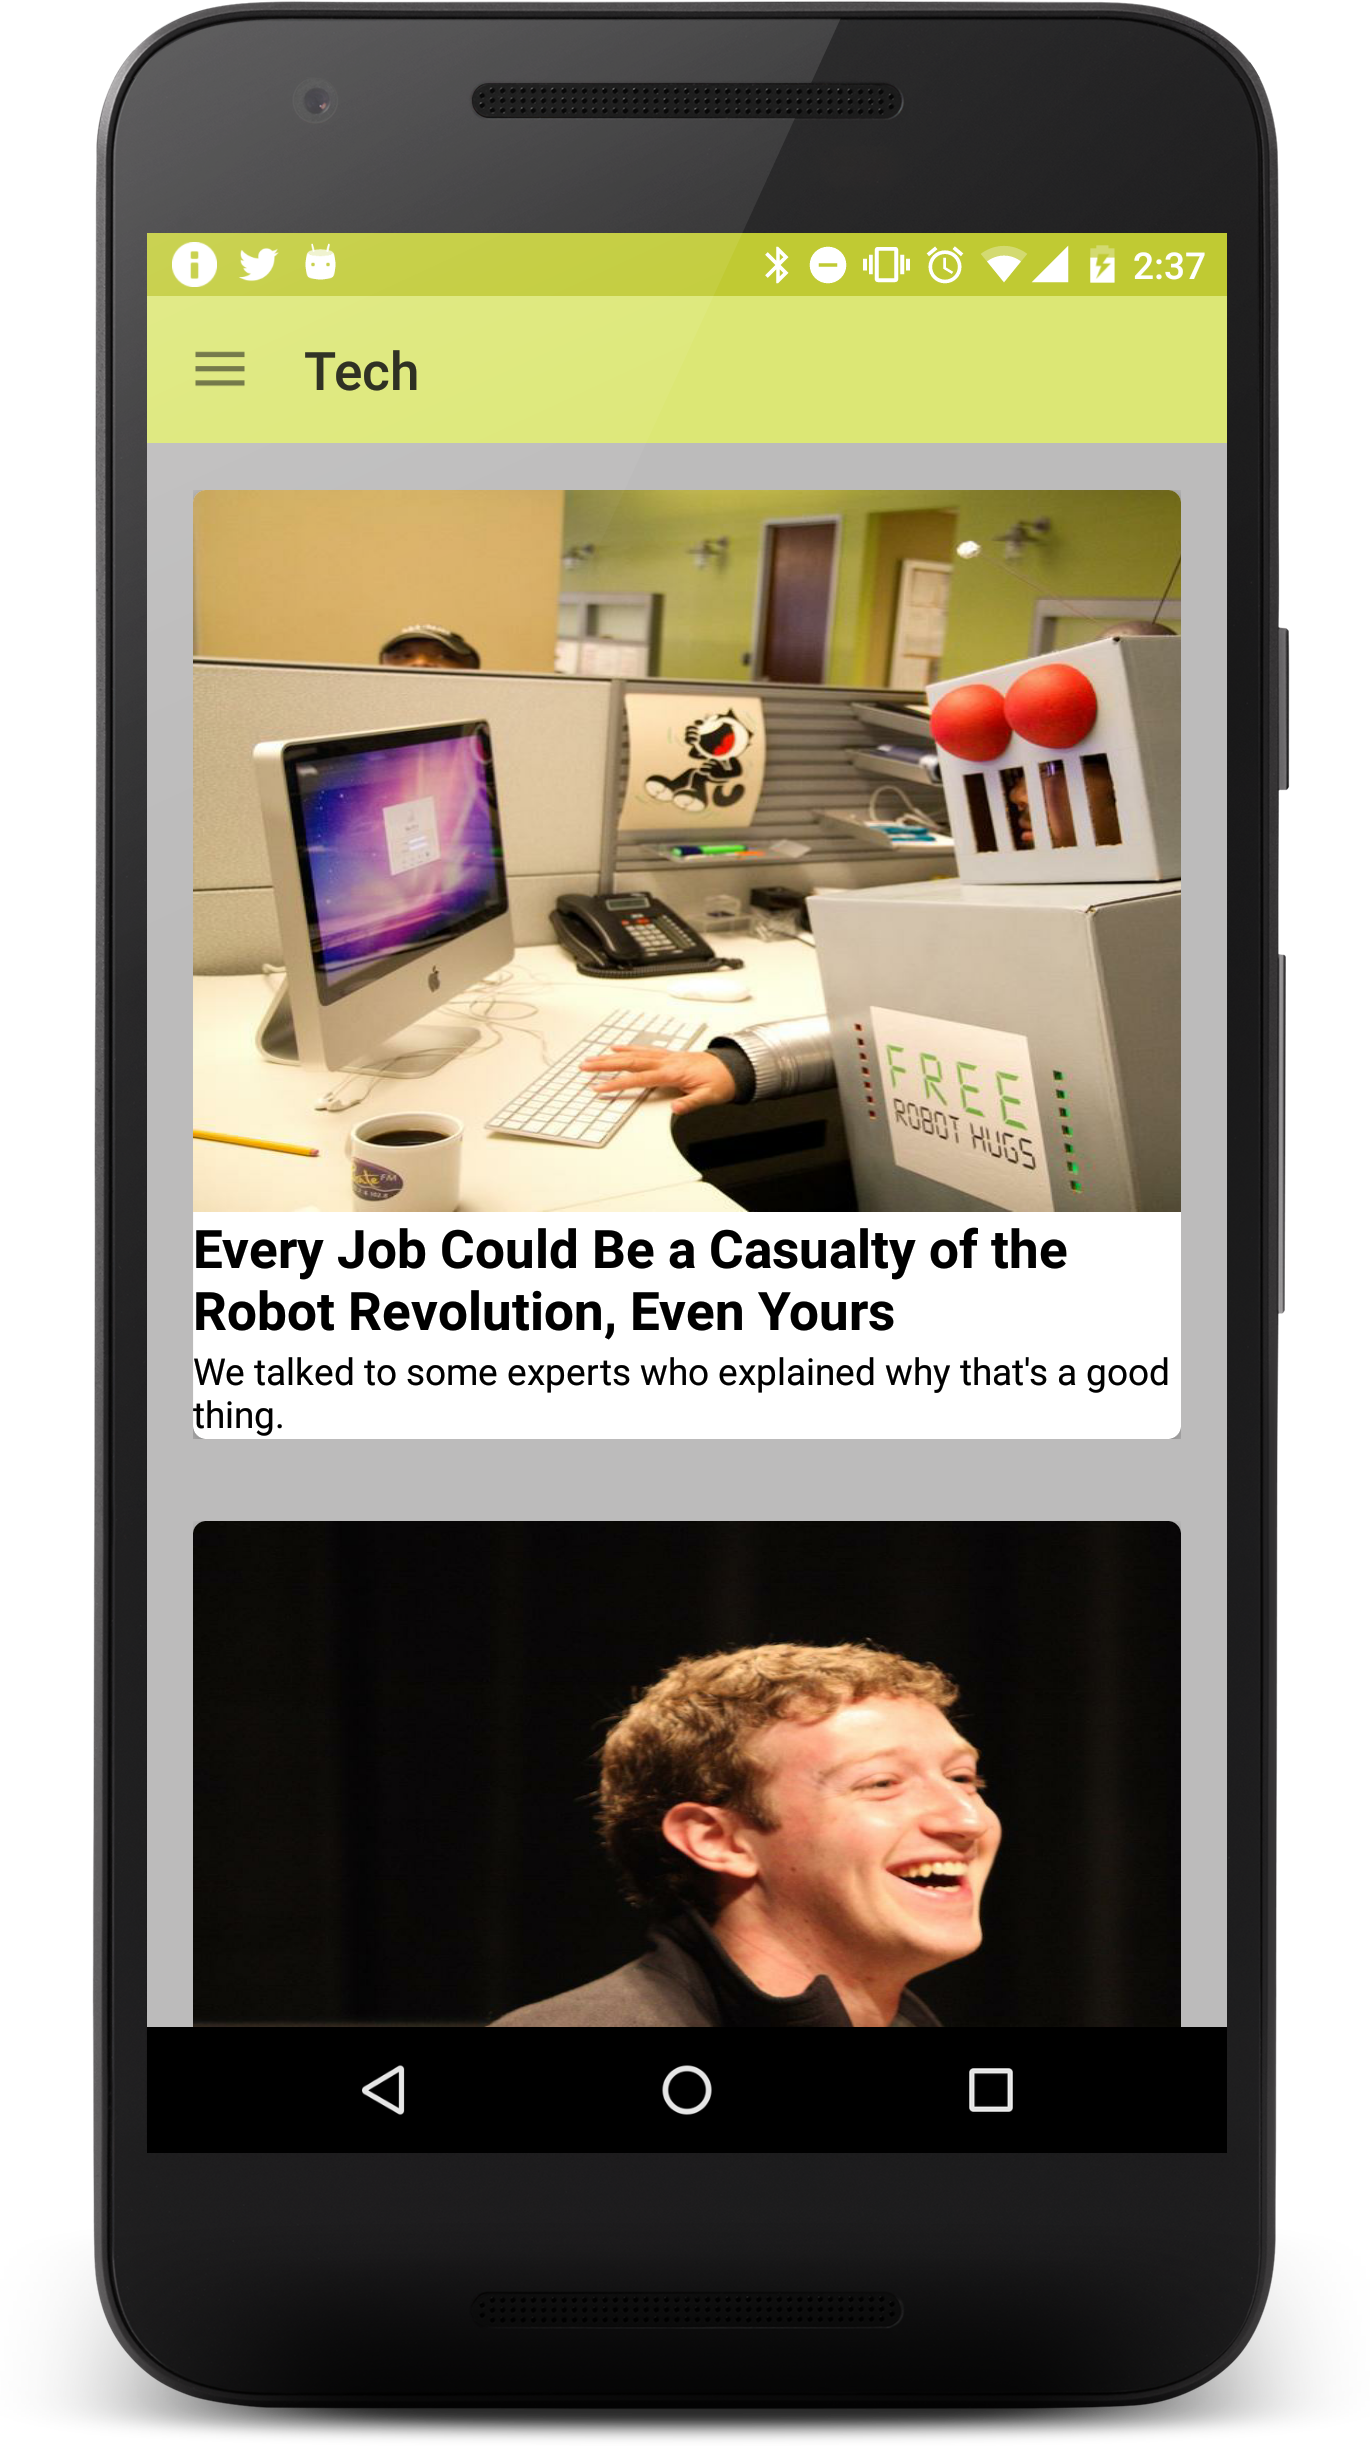 2:37
Tech
FREE
ROBOT HUGS
FM
Every Job Could Be a Casualty of the
Robot Revolution, Even Yours
We talked to some experts who explained why that's a good
thing.